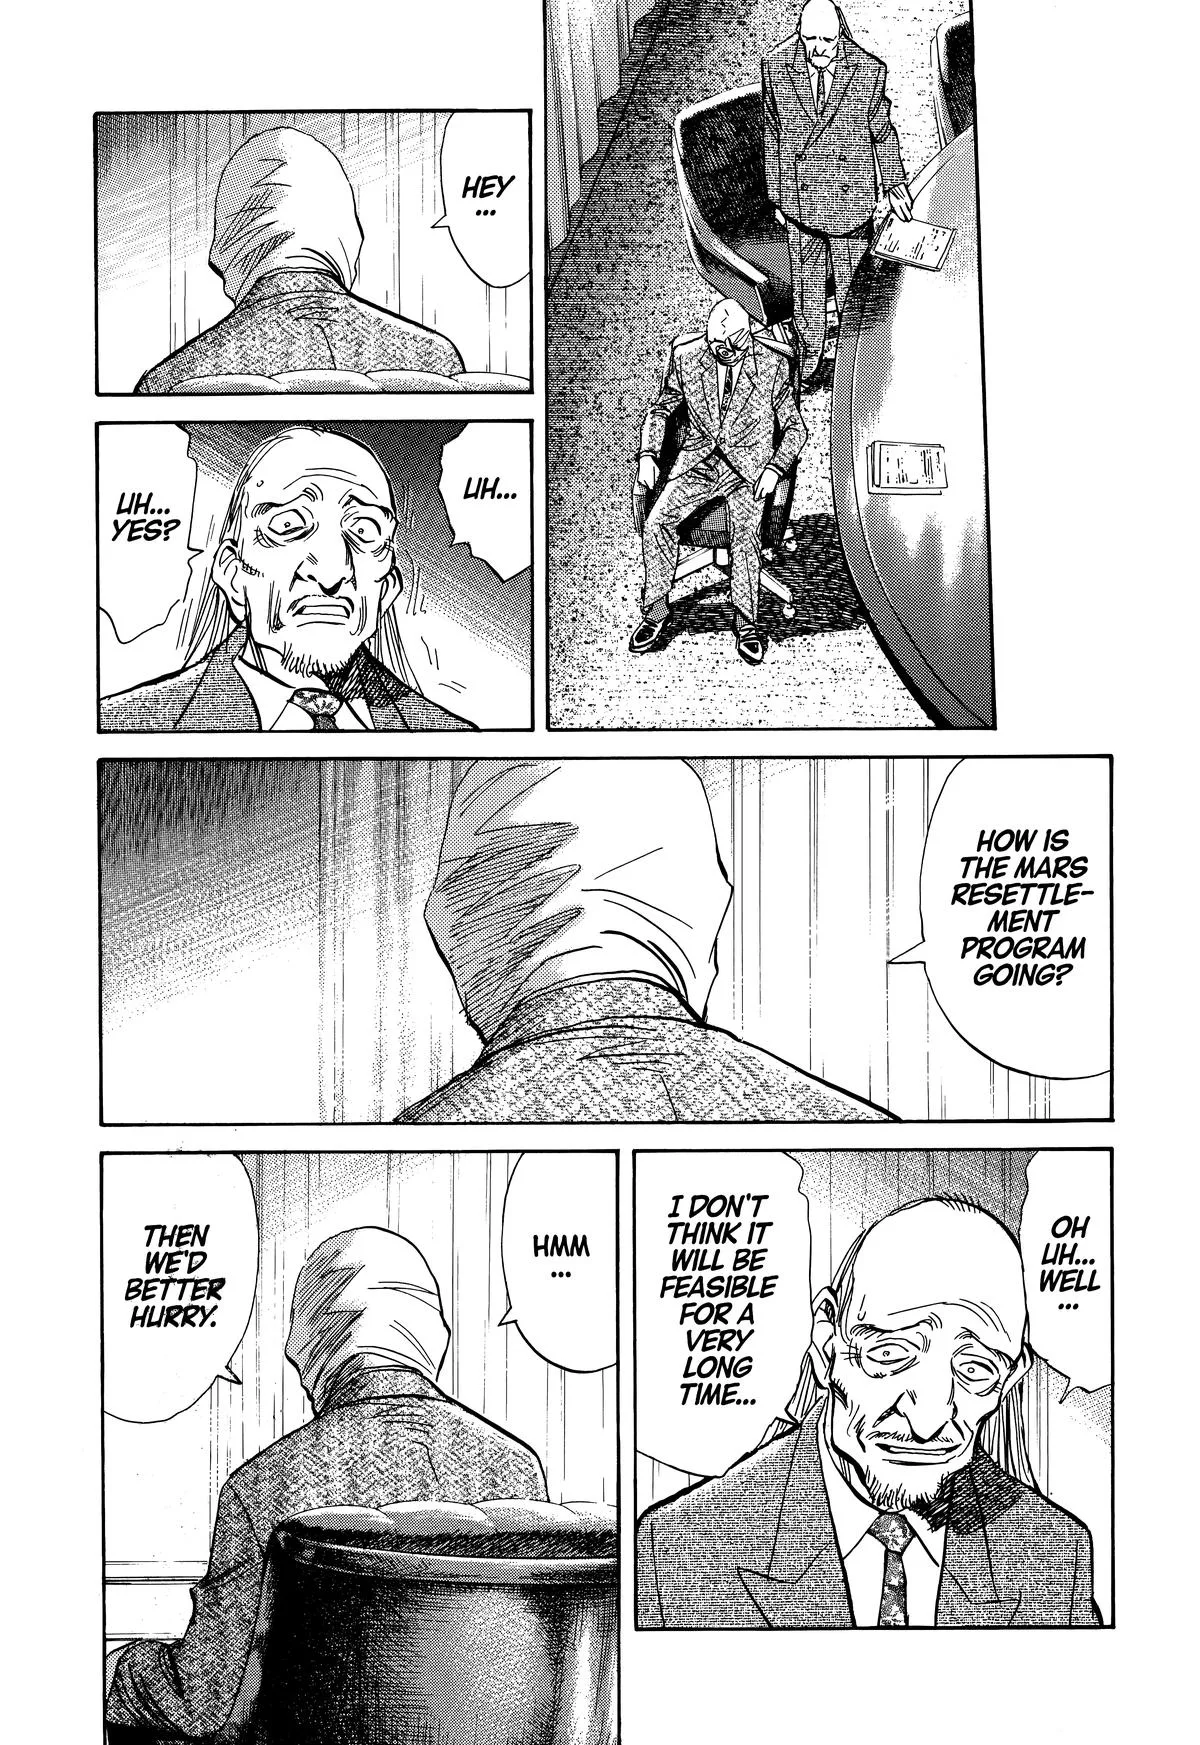 HEY
...
UH...
UH...
YES?
HOW IS
THE MARS
RESETTLE-
MENT
PROGRAM
GOING?
OH
UH...
WELL
...
I DON'T
THINK IT
WILL BE
FEASIBLE
FOR A
VERY
LONG
TIME...
HMM
...
THEN
WE'D
BETTER
HURRY.